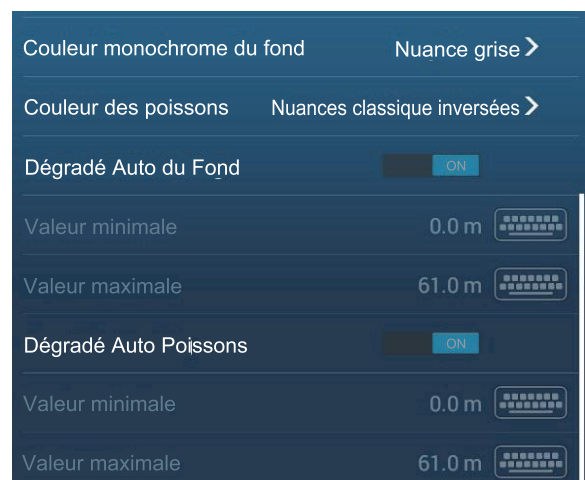 Couleur monochrome du fond Nuance grise
Couleur des poissons Nuances classique inversées
Dégradé Auto du Fond ON
Valeur minimale 0.0 m
Valeur maximale 61.0 m
Dégradé Auto Poissons ON
Valeur minimale 0.0 m
Valeur maximale 61.0 m